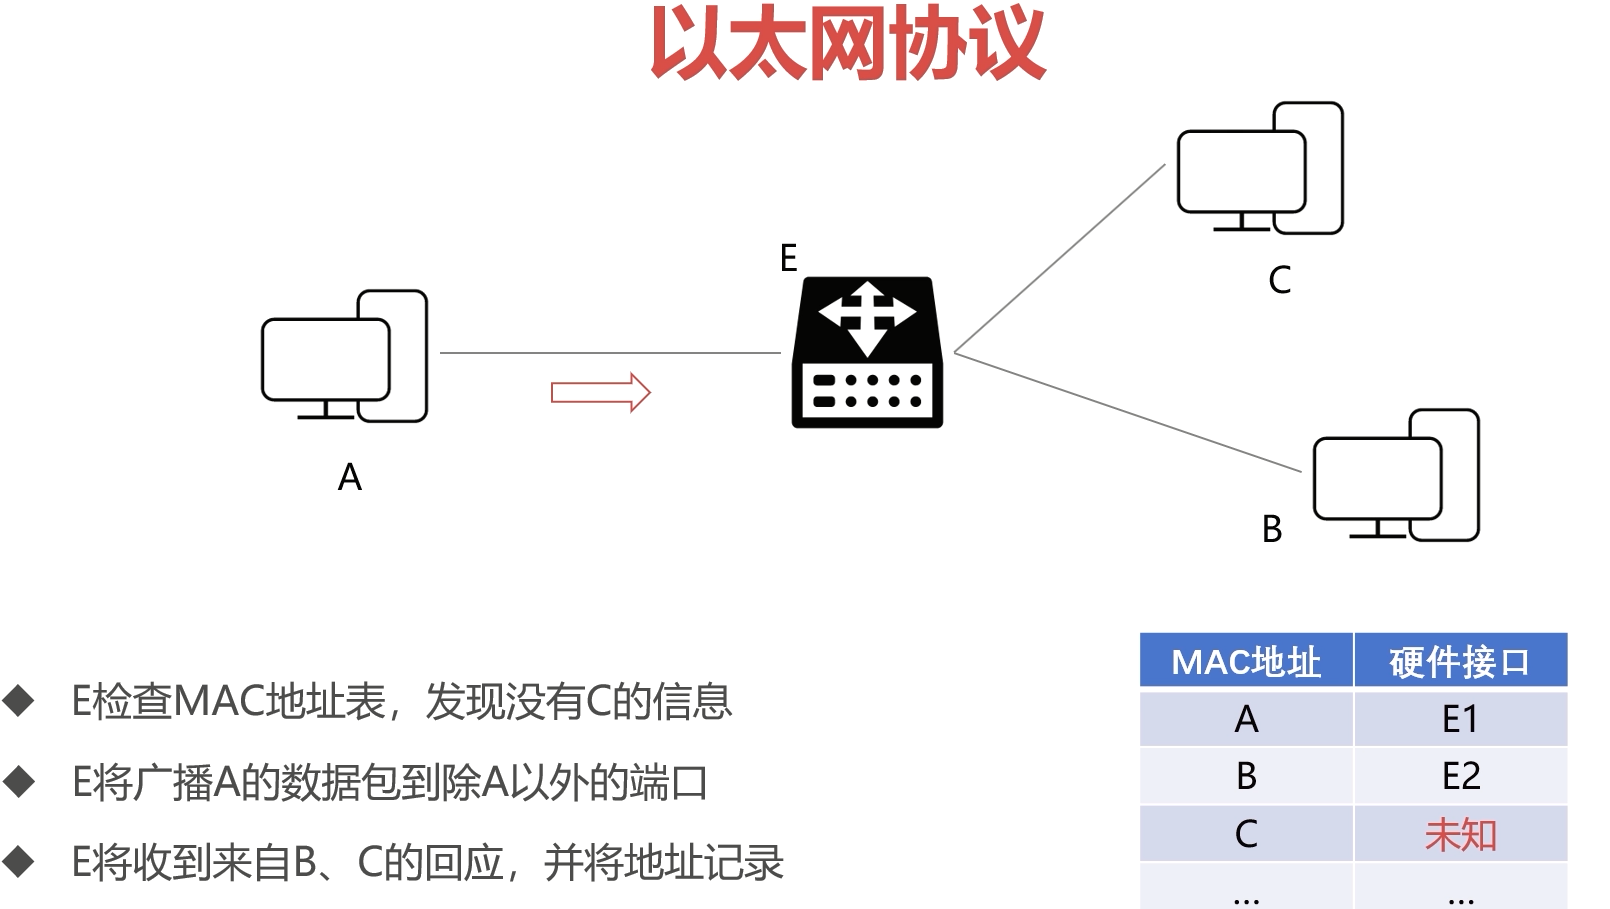 以太网协议
E
C
A
B
E检查MAC地址表，发现没有C的信息
E将广播A的数据包到除A以外的端口
E将收到来自B、C的回应，并将地址记录
MAC地址 硬件接口
A E1
B E2
C 未知
... ...